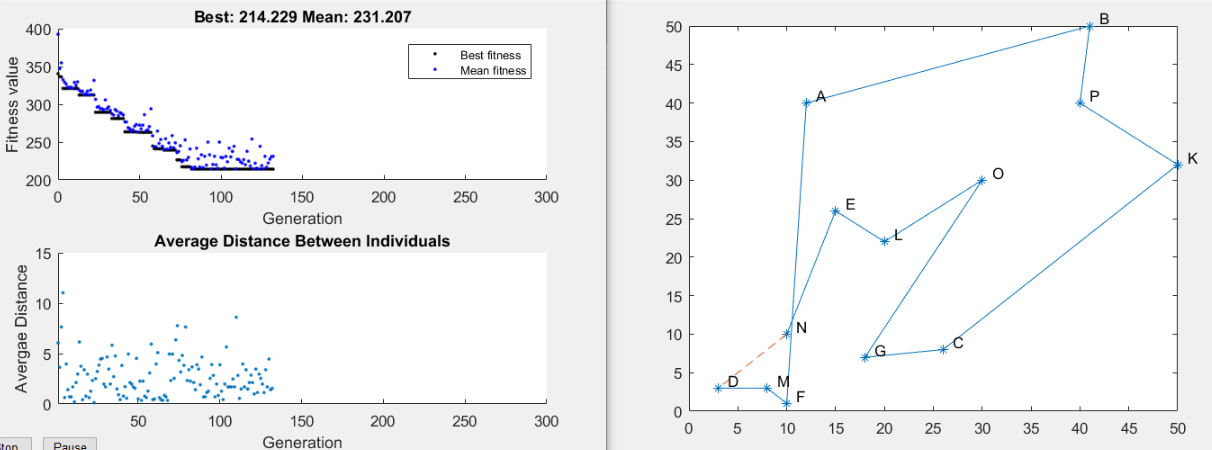 Best: 214.229 Mean: 231.207
400
350
300
250
200
Fitness value
Best fitness
Mean fitness
0 50 100 150 200 250 300
Generation
Average Distance Between Individuals
15
10
5
0
Avergae Distance
50 100 150 200 250 300
Generation
Stop Pause
50
45
40
35
30
25
20
15
10
5
0
0 5 10 15 20 25 30 35 40 45 50
B
A
P
K
O
E
L
N
G
C
D
M
F